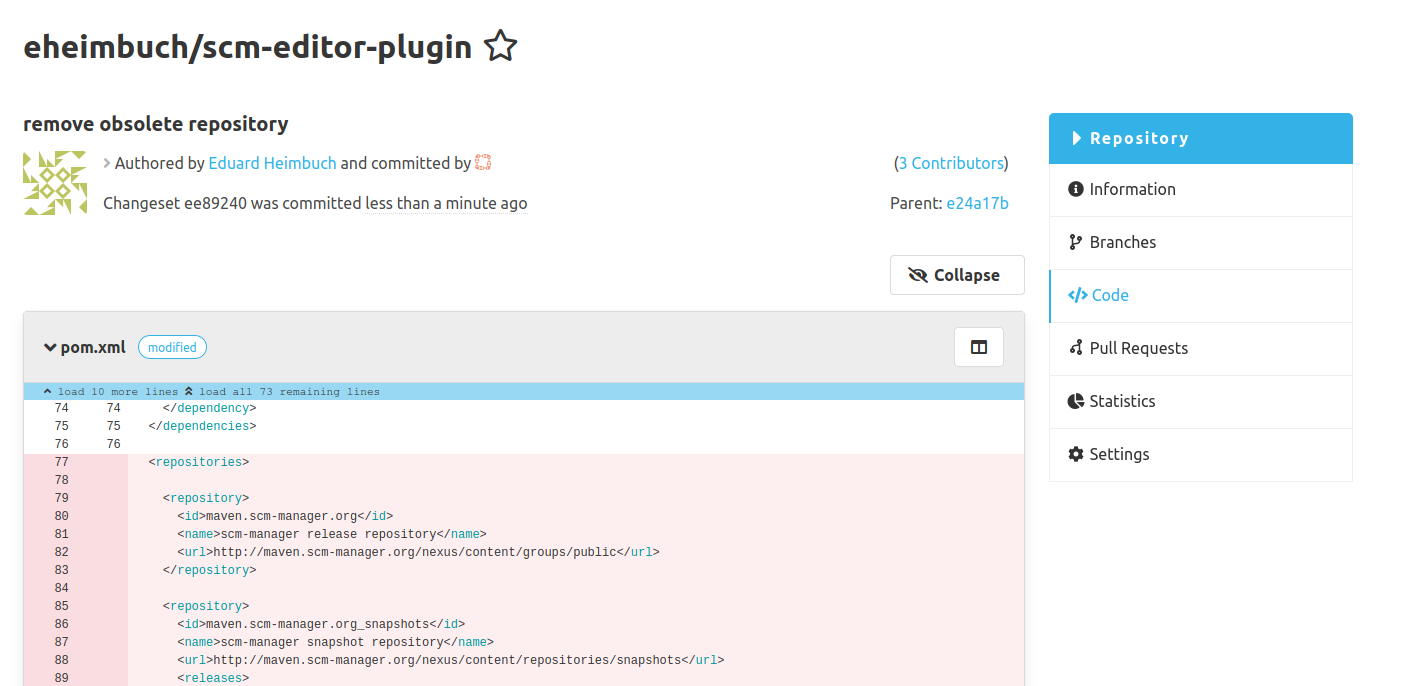 eheimbuch/scm-editor-plugin
remove obsolete repository
Authored by Eduard Heimbuch and committed by
(3 Contributors)
Changeset ee89240 was committed less than a minute ago
Parent: e24a17b
Collapse
pom.xml modified
load 10 more lines load all 73 remaining lines
74 74 </dependency>
75 75 </dependencies>
76 76
77 <repositories>
78
79 <repository>
80 <id>maven.scm-manager.org</id>
81 <name>scm-manager release repository</name>
82 <url>http://maven.scm-manager.org/nexus/content/groups/public</url>
83 </repository>
84
85 <repository>
86 <id>maven.scm-manager.org_snapshots</id>
87 <name>scm-manager snapshot repository</name>
88 <url>http://maven.scm-manager.org/nexus/content/repositories/snapshots</url>
89 <releases>
Repository
Information
Branches
Code
Pull Requests
Statistics
Settings